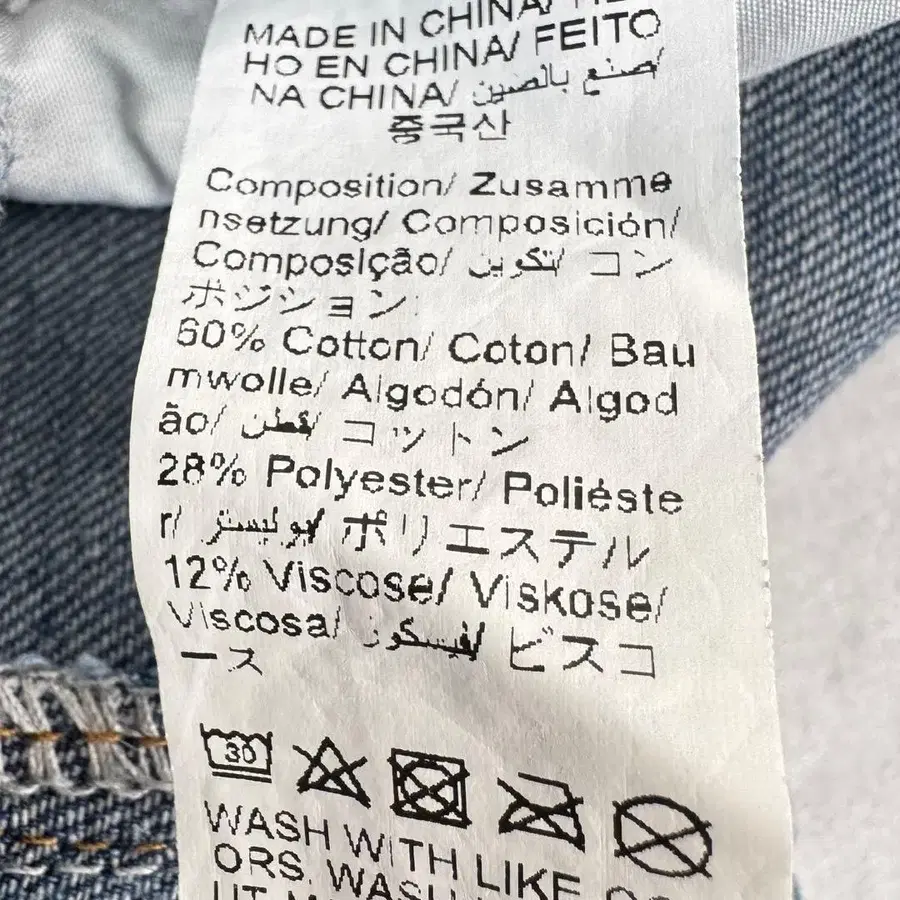 MADE IN CHINA/
HO EN CHINA/ FEITO
NA CHINA/ صنع بالصين/
중국산
Composition/ Zusamme
nsetzung/ Composición/
Composição/ تكوين/ コン
ポジション:
60% Cotton/ Coton/ Bau
mwolle/ Algodón/ Algod
ão/ قطن/ コットン
28% Polyester/ Poliéste
r/ بوليستر/ ポリエステル
12% Viscose/ Viskose/
Viscosa/ فيسكوز/ ビスコ
ース
30
WASH WITH LIKE
ORS. WASH